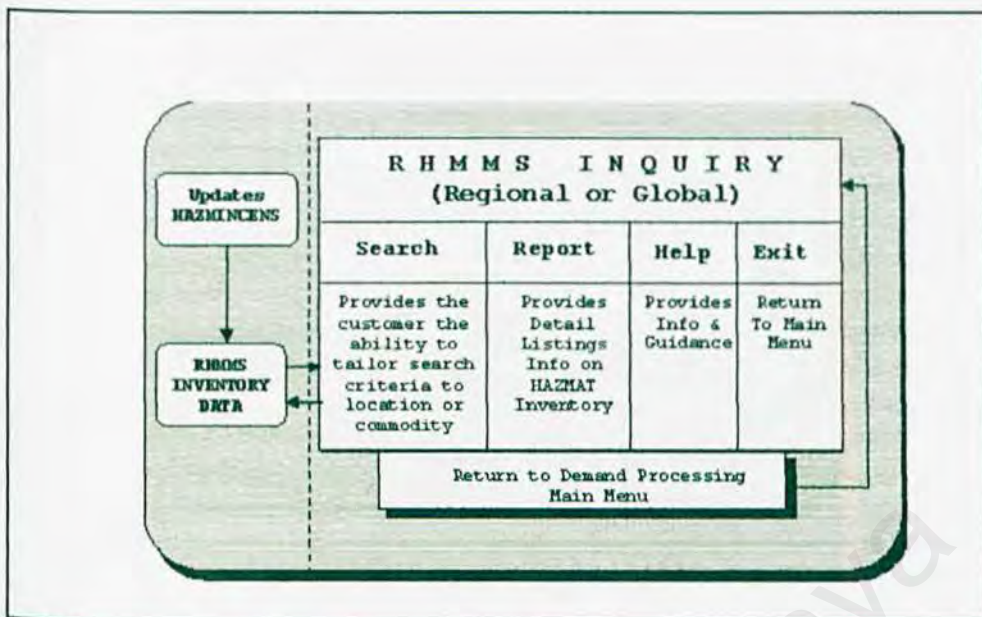 RHMMS INQUIRY
(Regional or Global)
Updates
HAZMINCENS
RHMMS
INVENTORY
DATA
Search
Report
Help
Exit
Provides the
customer the
ability to
tailor search
criteria to
location or
commodity
Provides
Detail
Listings
Info on
HAZMAT
Inventory
Provides
Info &
Guidance
Return
To Main
Menu
Return to Demand Processing
Main Menu